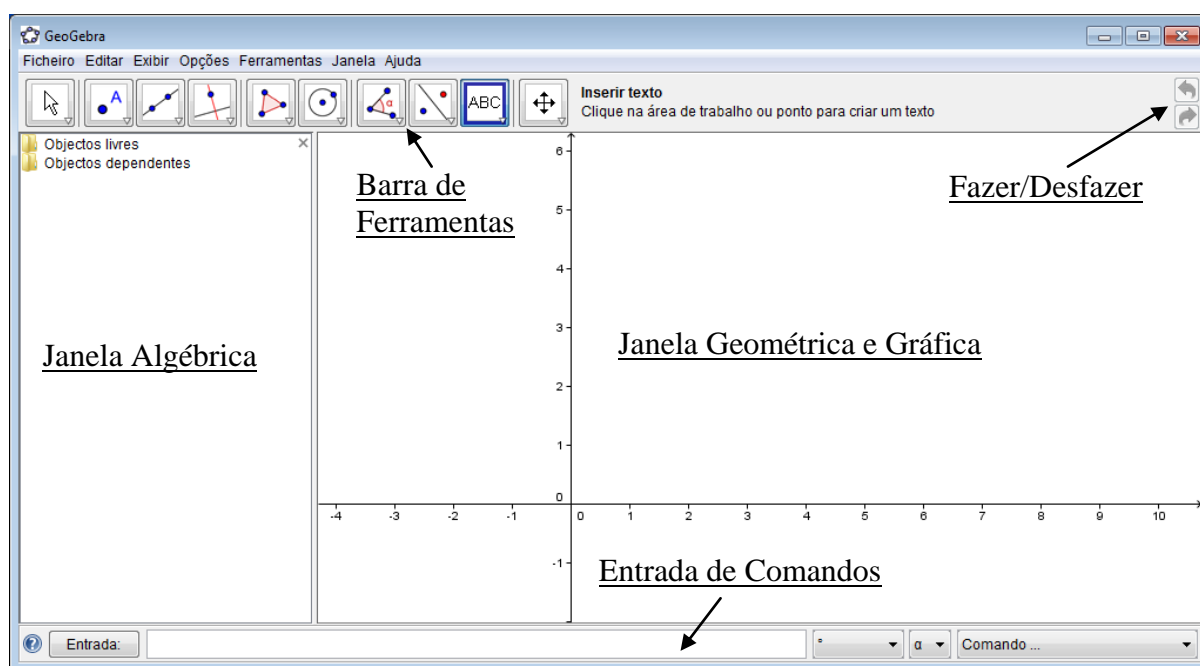 GeoGebra
Ficheiro Editar Exibir Opções Ferramentas Janela Ajuda
A
α
ABC
Inserir texto
Clique na área de trabalho ou ponto para criar um texto
Objectos livres
Objectos dependentes
Barra de
Ferramentas
Fazer/Desfazer
Janela Algébrica
Janela Geométrica e Gráfica
6
5
4
3
2
1
0
-4 -3 -2 -1 0 1 2 3 4 5 6 7 8 9 10
-1
Entrada de Comandos
Entrada: ° α Comando ...